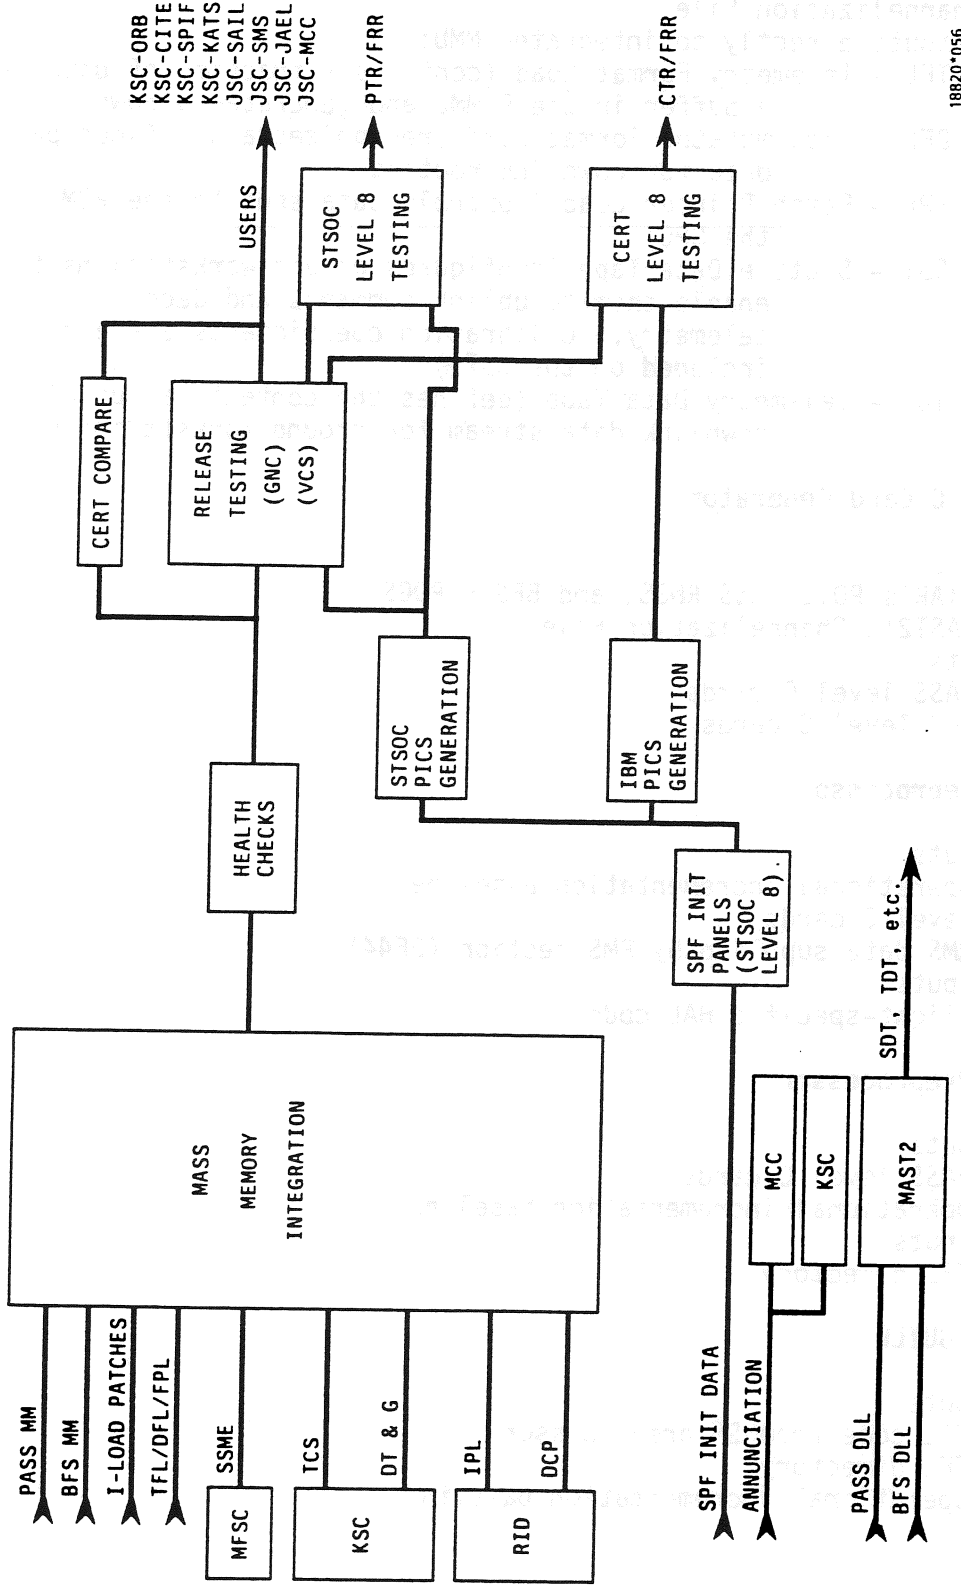 KSC-ORB
KSC-CITE
KSC-SPIF
KSC-KATS
JSC-SAIL
JSC-SMS
JSC-JAEL
JSC-MCC
USERS
PTR/FRR
CTR/FRR
CERT COMPARE
RELEASE
TESTING
(GNC)
(VCS)
STSOC
LEVEL 8
TESTING
CERT
LEVEL 8
TESTING
HEALTH
CHECKS
STSOC
PICS
GENERATION
IBM
PICS
GENERATION
SPF INIT
PANELS
(STSOC
LEVEL 8).
MASS
MEMORY
INTEGRATION
PASS MM
BFS MM
I-LOAD PATCHES
TFL/DFL/FPL
MFSC
SSME
KSC
TCS
DT & G
RID
IPL
DCP
SPF INIT DATA
ANNUNCIATION
MCC
KSC
PASS DLL
BFS DLL
MAST2
SDT, TDT, etc.
18820*056